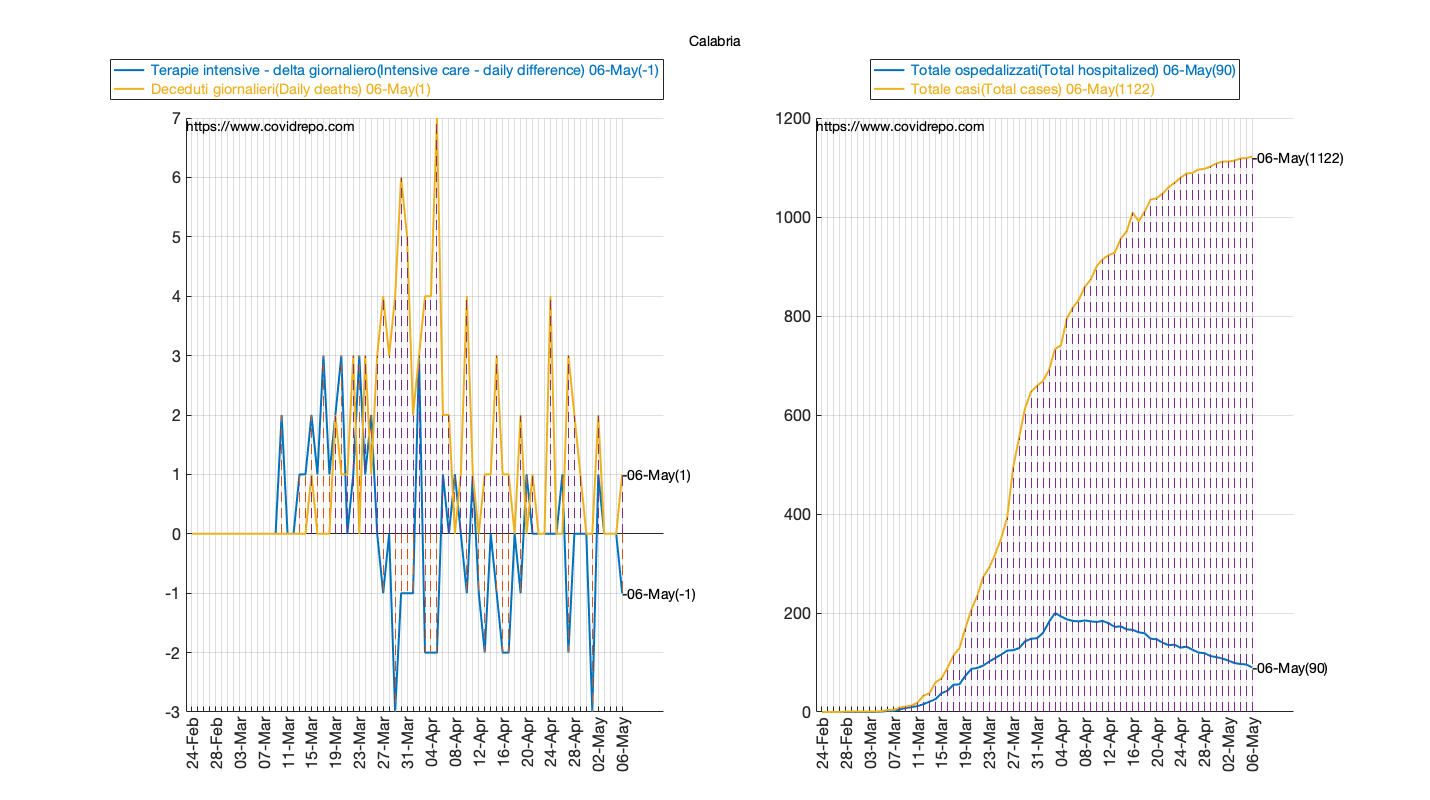 Calabria
Terapie intensive - delta giornaliero(Intensive care - daily difference) 06-May(-1)
Deceduti giornalieri(Daily deaths) 06-May(1)
https://www.covidrepo.com
7
6
5
4
3
2
1
0
-1
-2
-3
06-May(1)
06-May(-1)
24-Feb
28-Feb
03-Mar
07-Mar
11-Mar
15-Mar
19-Mar
23-Mar
27-Mar
31-Mar
04-Apr
08-Apr
12-Apr
16-Apr
20-Apr
24-Apr
28-Apr
02-May
06-May
Totale ospedalizzati(Total hospitalized) 06-May(90)
Totale casi(Total cases) 06-May(1122)
https://www.covidrepo.com
1200
1000
800
600
400
200
0
06-May(1122)
06-May(90)
24-Feb
28-Feb
03-Mar
07-Mar
11-Mar
15-Mar
19-Mar
23-Mar
27-Mar
31-Mar
04-Apr
08-Apr
12-Apr
16-Apr
20-Apr
24-Apr
28-Apr
02-May
06-May